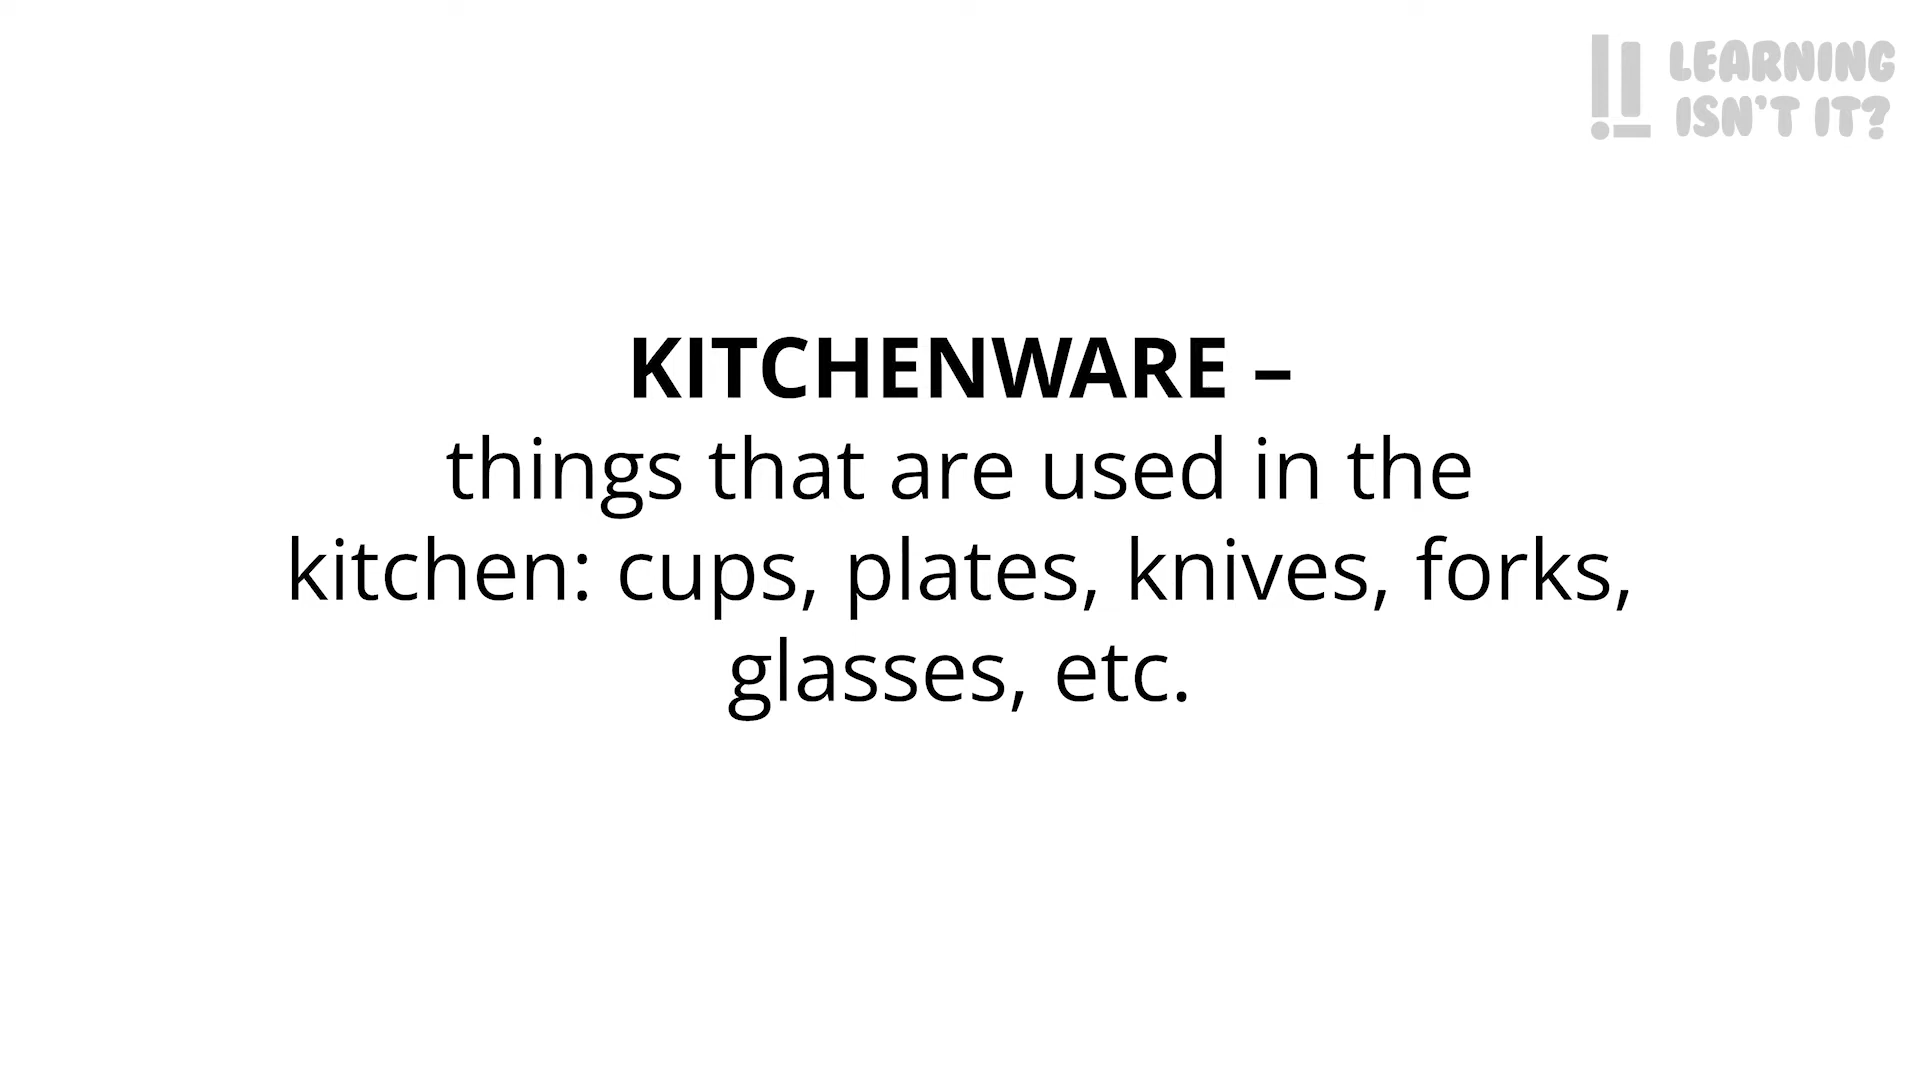 LEARNING
ISN'T IT?
KITCHENWARE –
things that are used in the
kitchen: cups, plates, knives, forks,
glasses, etc.